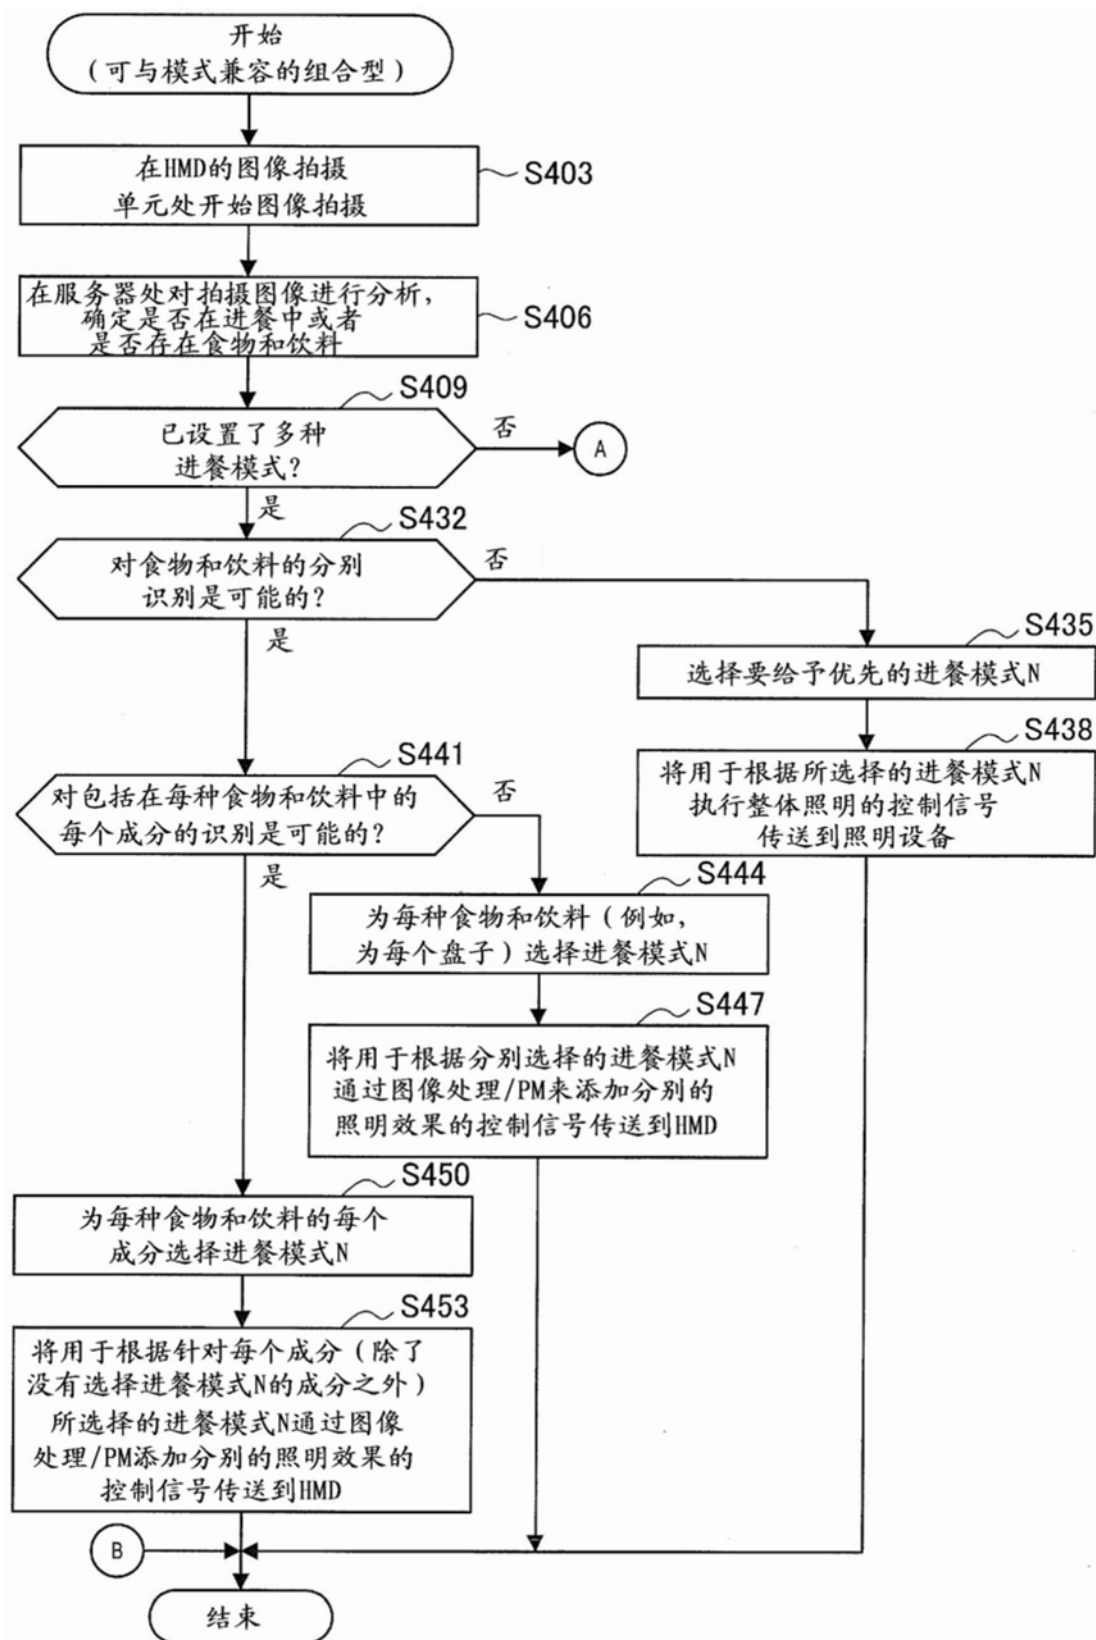 开始
（可与模式兼容的组合型）
在HMD的图像拍摄
单元处开始图像拍摄
S403
在服务器处对拍摄图像进行分析，
确定是否在进餐中或者
是否存在食物和饮料
S406
S409
已设置了多种
进餐模式？
否
A
是
S432
对食物和饮料的分别
识别是可能的？
否
是
S435
选择要给予优先的进餐模式N
S438
将用于根据所选择的进餐模式N
执行整体照明的控制信号
传送到照明设备
S441
对包括在每种食物和饮料中的
每个成分的识别是可能的？
否
是
S444
为每种食物和饮料（例如，
为每个盘子）选择进餐模式N
S447
将用于根据分别选择的进餐模式N
通过图像处理/PM来添加分别的
照明效果的控制信号传送到HMD
S450
为每种食物和饮料的每个
成分选择进餐模式N
S453
将用于根据针对每个成分（除了
没有选择进餐模式N的成分之外）
所选择的进餐模式N通过图像
处理/PM添加分别的照明效果的
控制信号传送到HMD
B
结束